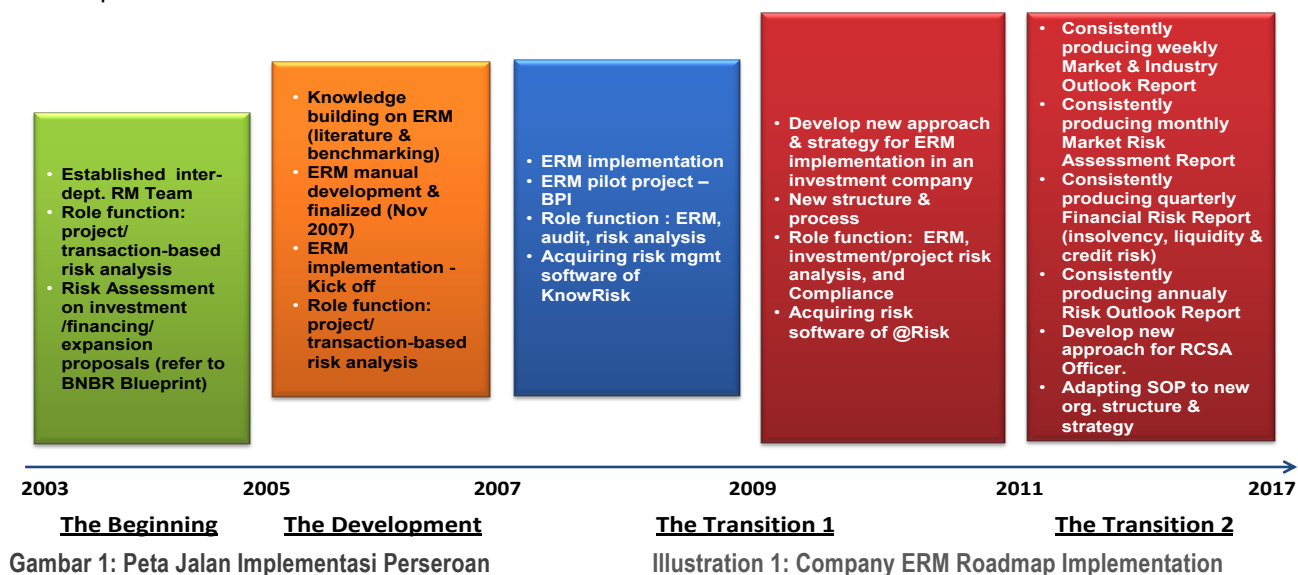 • Established inter-
dept. RM Team
• Role function:
project/
transaction-based
risk analysis
• Risk Assessment
on investment
/financing/
expansion
proposals (refer to
BNBR Blueprint)
• Knowledge
building on ERM
(literature &
benchmarking)
• ERM manual
development &
finalized (Nov
2007)
• ERM
implementation -
Kick off
• Role function:
project/
transaction-based
risk analysis
• ERM implementation
• ERM pilot project –
BPI
• Role function : ERM,
audit, risk analysis
• Acquiring risk mgmt
software of
KnowRisk
• Develop new approach
& strategy for ERM
implementation in an
investment company
• New structure &
process
• Role function: ERM,
investment/project risk
analysis, and
Compliance
• Acquiring risk
software of @Risk
• Consistently
producing weekly
Market & Industry
Outlook Report
• Consistently
producing monthly
Market Risk
Assessment Report
• Consistently
producing quarterly
Financial Risk Report
(insolvency, liquidity &
credit risk)
• Consistently
producing annualy
Risk Outlook Report
• Develop new
approach for RCSA
Officer.
• Adapting SOP to new
org. structure &
strategy
2003 2005 2007 2009 2011 2017
The Beginning The Development The Transition 1 The Transition 2
Gambar 1: Peta Jalan Implementasi Perseroan Illustration 1: Company ERM Roadmap Implementation